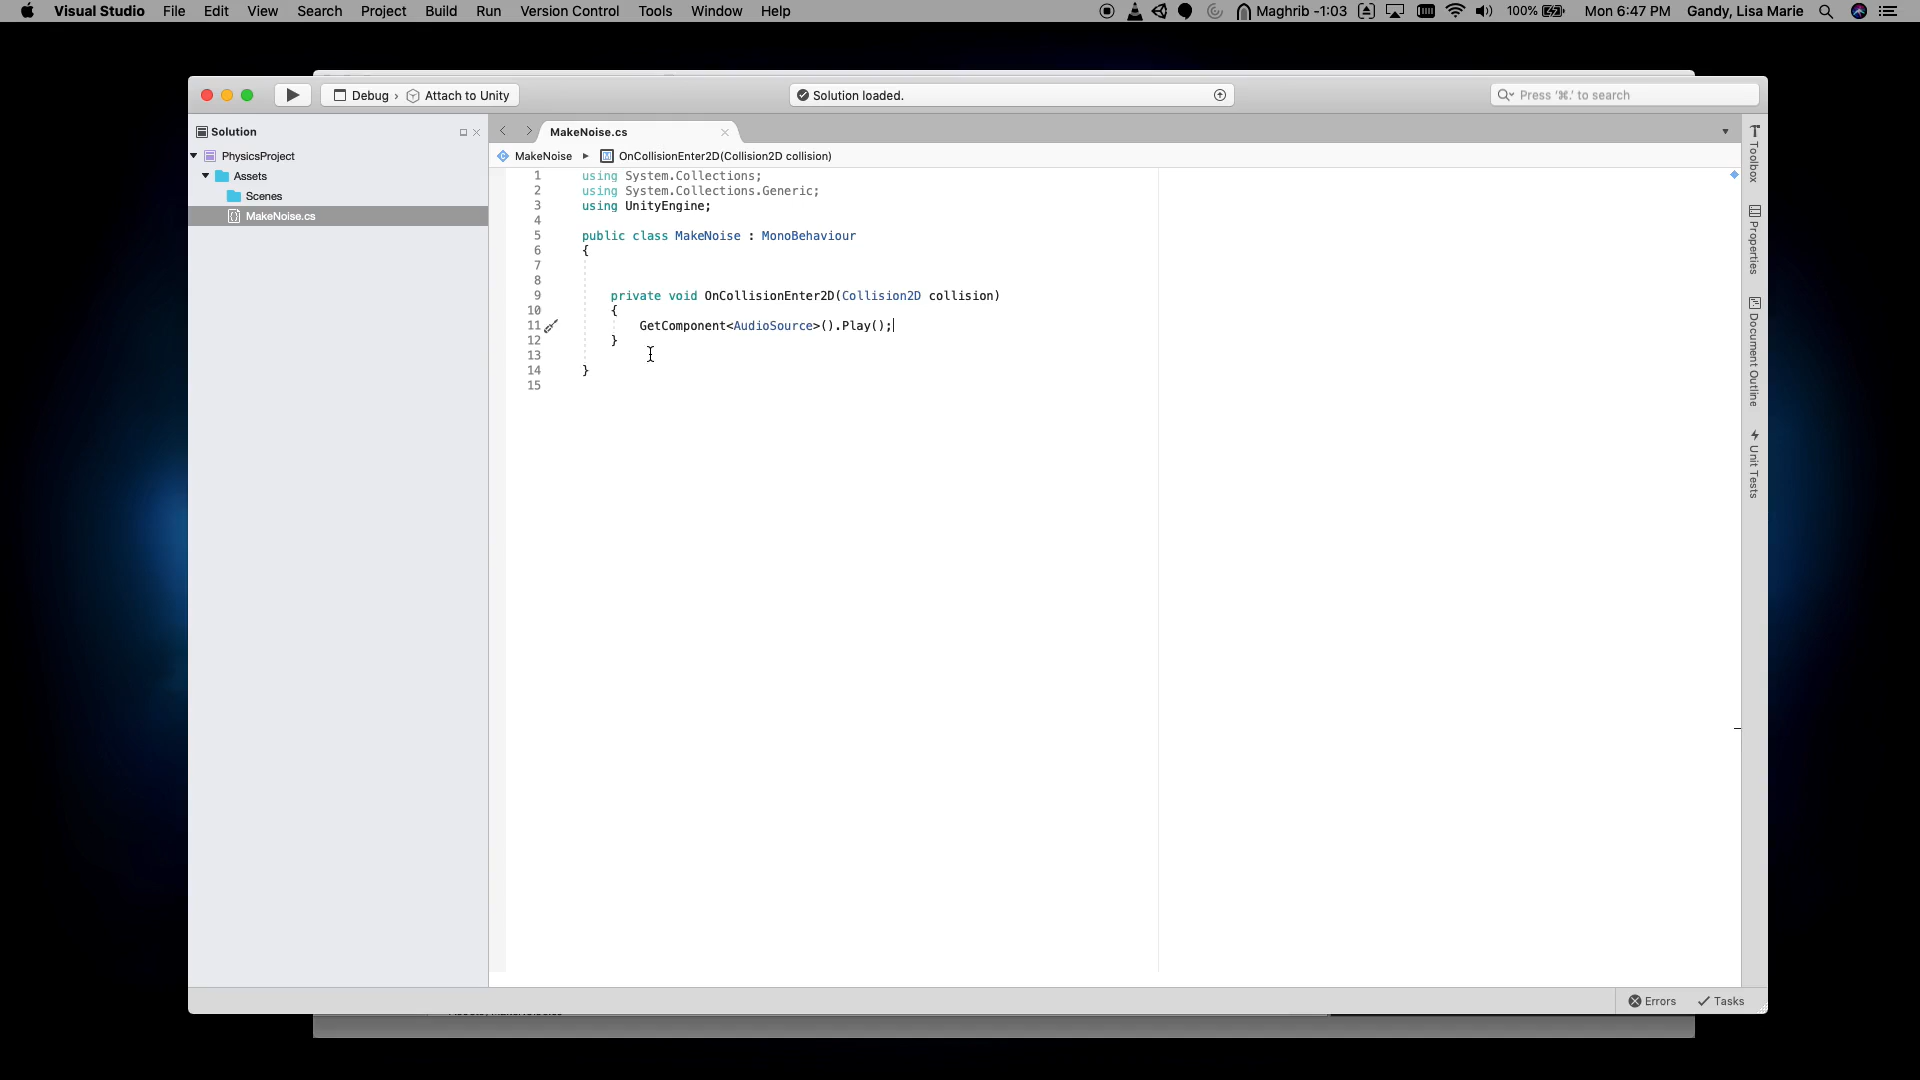 Visual Studio File Edit View Search Project Build Run Version Control Tools Window Help Maghrib -1:03 100% Mon 6:47 PM Gandy, Lisa Marie
Debug › Attach to Unity Solution loaded. Press '⌘.' to search
Solution
PhysicsProject
Assets
Scenes
MakeNoise.cs
MakeNoise.cs
MakeNoise ▸ OnCollisionEnter2D(Collision2D collision)
1 using System.Collections;
2 using System.Collections.Generic;
3 using UnityEngine;
4
5 public class MakeNoise : MonoBehaviour
6 {
7
8
9 private void OnCollisionEnter2D(Collision2D collision)
10 {
11 GetComponent<AudioSource>().Play();
12 }
13
14 }
15
Toolbox
Properties
Document Outline
Unit Tests
Errors Tasks